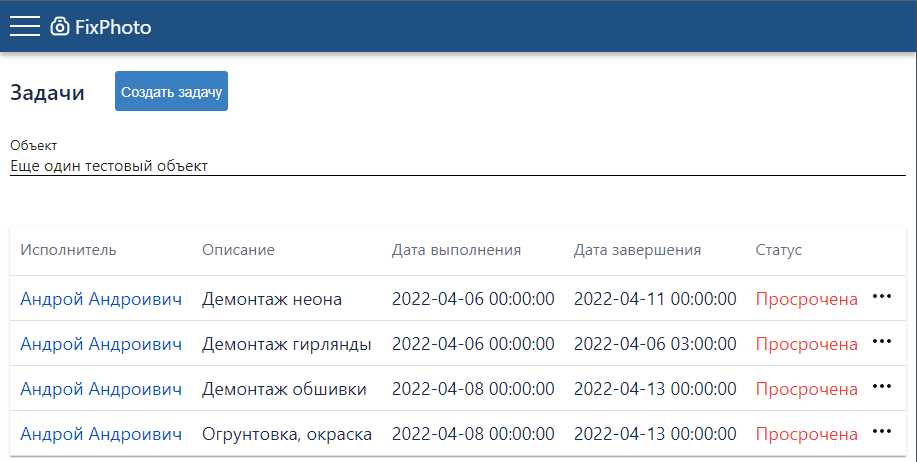 FixPhoto
Задачи Создать задачу
Объект
Еще один тестовый объект
Исполнитель Описание Дата выполнения Дата завершения Статус
Андрой Андроивич Демонтаж неона 2022-04-06 00:00:00 2022-04-11 00:00:00 Просрочена
Андрой Андроивич Демонтаж гирлянды 2022-04-06 00:00:00 2022-04-06 03:00:00 Просрочена
Андрой Андроивич Демонтаж обшивки 2022-04-08 00:00:00 2022-04-13 00:00:00 Просрочена
Андрой Андроивич Огрунтовка, окраска 2022-04-08 00:00:00 2022-04-13 00:00:00 Просрочена